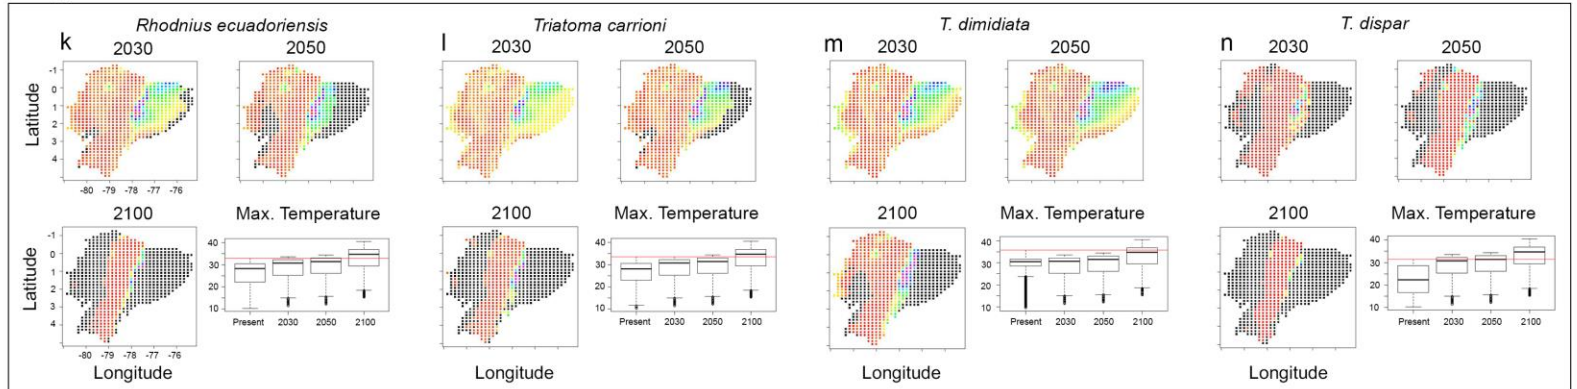 Rhodnius ecuadoriensis
Triatoma carrioni
T. dimidiata
T. dispar
k
2030
2050
l
2030
2050
m
2030
2050
n
2030
2050
Latitude
-1
0
1
2
3
4
-80 -79 -78 -77 -76
2100
Max. Temperature
2100
Max. Temperature
2100
Max. Temperature
2100
Max. Temperature
Latitude
-1
0
1
2
3
4
-80 -79 -78 -77 -76
40
30
20
10
Present 2030 2050 2100
40
30
20
10
Present 2030 2050 2100
40
30
20
10
Present 2030 2050 2100
40
30
20
10
Present 2030 2050 2100
Longitude
Longitude
Longitude
Longitude